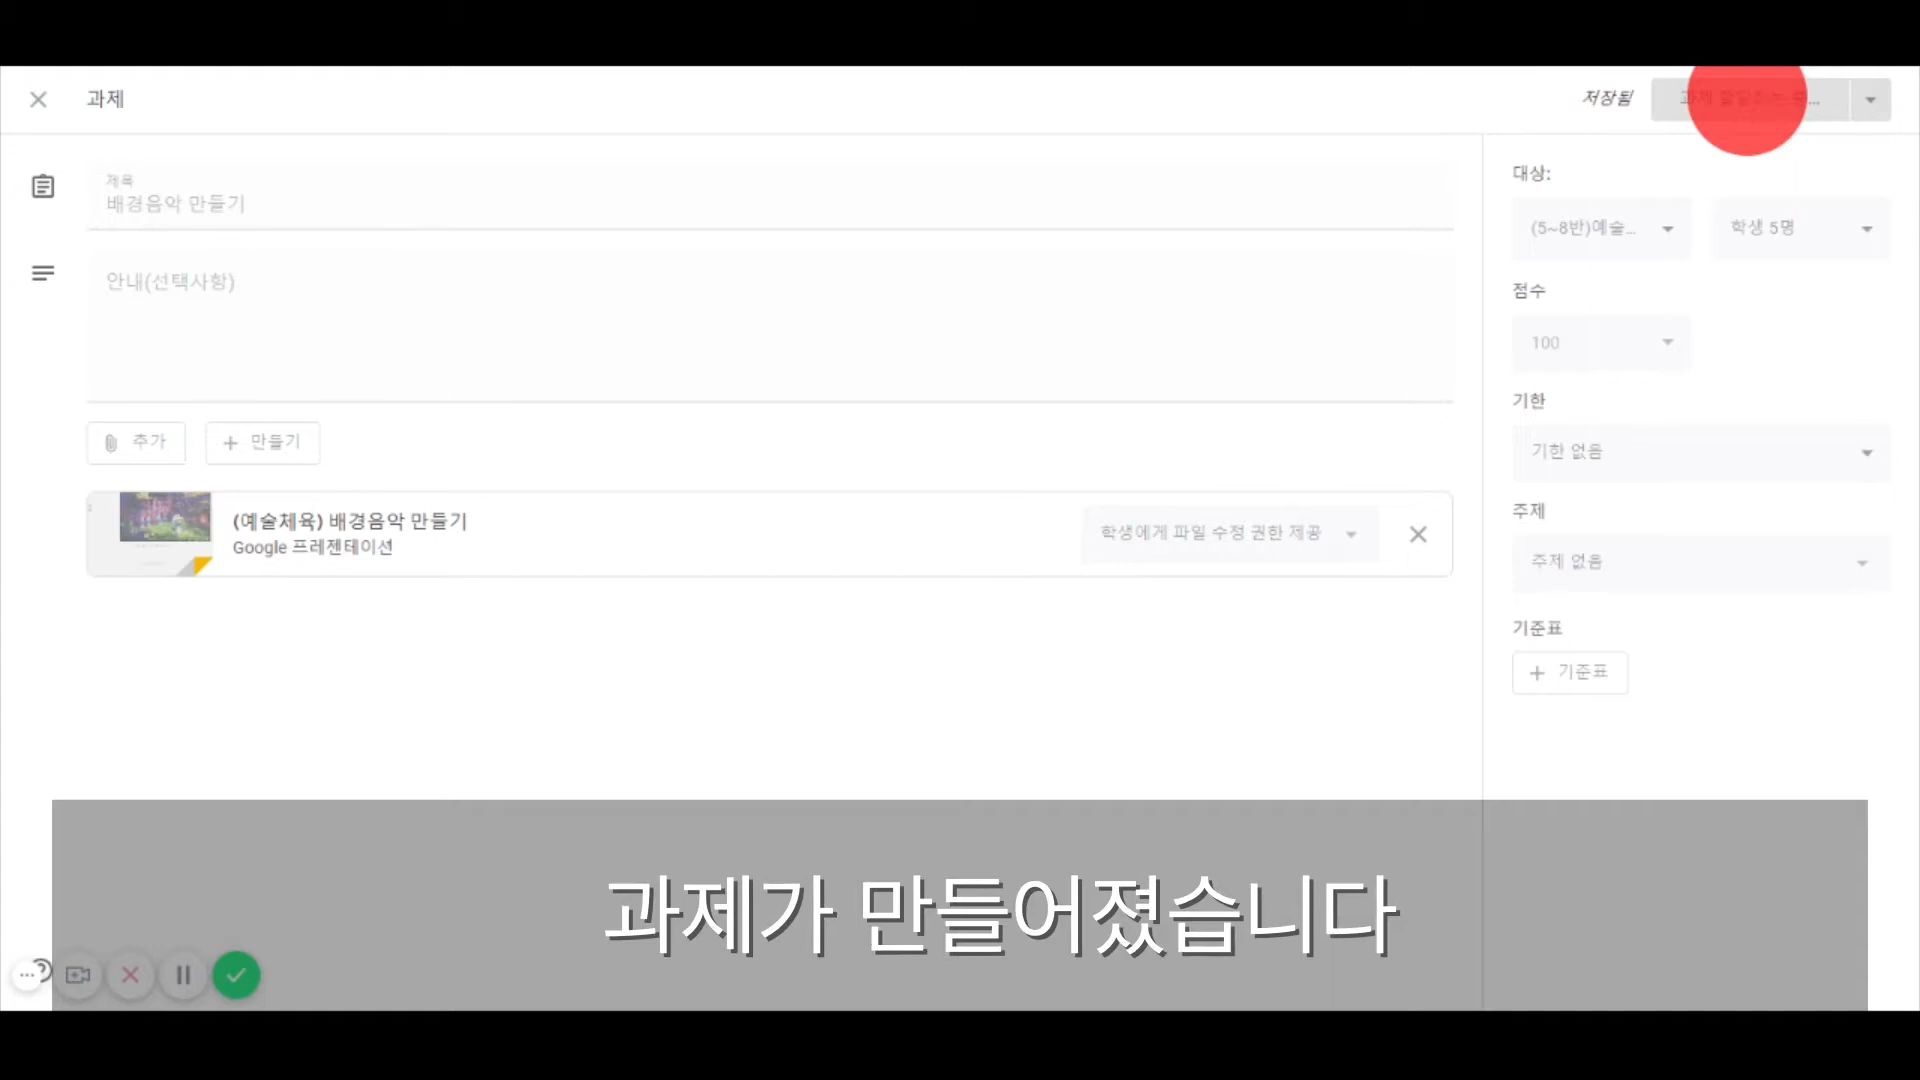 과제
저장됨
과제
제목
배경음악 만들기
안내(선택사항)
추가
만들기
(예술체육) 배경음악 만들기
Google 프레젠테이션
학생에게 파일 수정 권한 제공
대상:
(5~8반)예술...
학생 5명
점수
100
기한
기한 없음
주제
주제 없음
기준표
기준표
과제가 만들어졌습니다